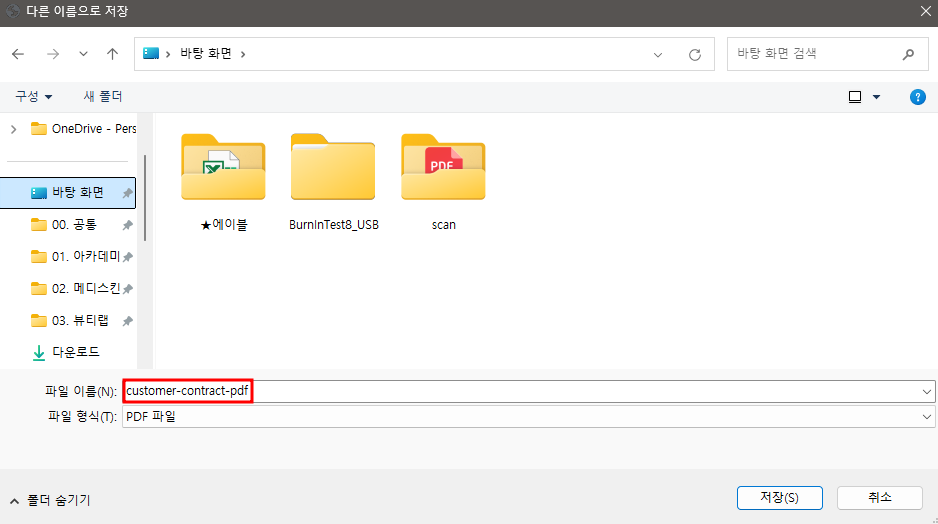 다른 이름으로 저장
바탕 화면
바탕 화면 검색
구성
새 폴더
?
OneDrive - Pers
바탕 화면
00. 공통
01. 아카데미
02. 메디스킨
03. 뷰티랩
다운로드
PDF
★에이블
BurnInTest8_USB
scan
파일 이름(N):
customer-contract-pdf
파일 형식(T):
PDF 파일
폴더 숨기기
저장(S)
취소